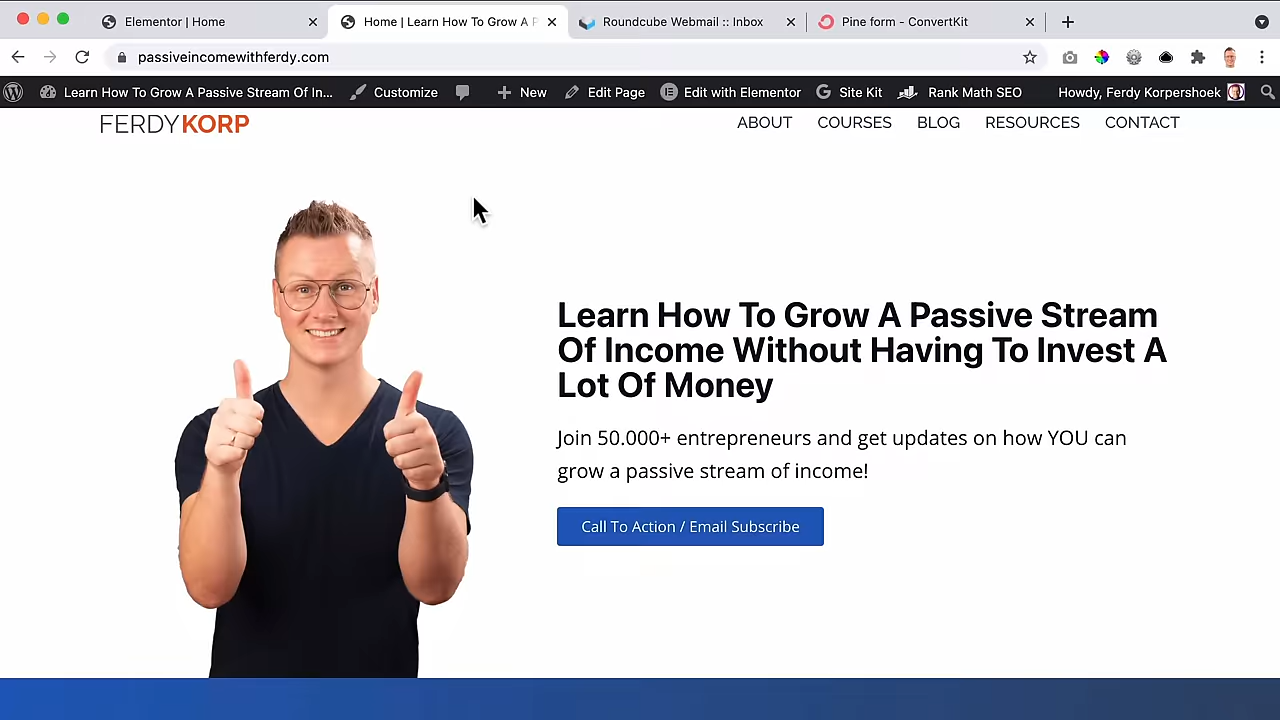 Elementor | Home
Home | Learn How To Grow A P
Roundcube Webmail :: Inbox
Pine form - ConvertKit
passiveincomewithferdy.com
Learn How To Grow A Passive Stream Of In...
Customize
New
Edit Page
Edit with Elementor
Site Kit
Rank Math SEO
Howdy, Ferdy Korpershoek
FERDYKORP
ABOUT
COURSES
BLOG
RESOURCES
CONTACT
Learn How To Grow A Passive Stream
Of Income Without Having To Invest A
Lot Of Money
Join 50.000+ entrepreneurs and get updates on how YOU can
grow a passive stream of income!
Call To Action / Email Subscribe